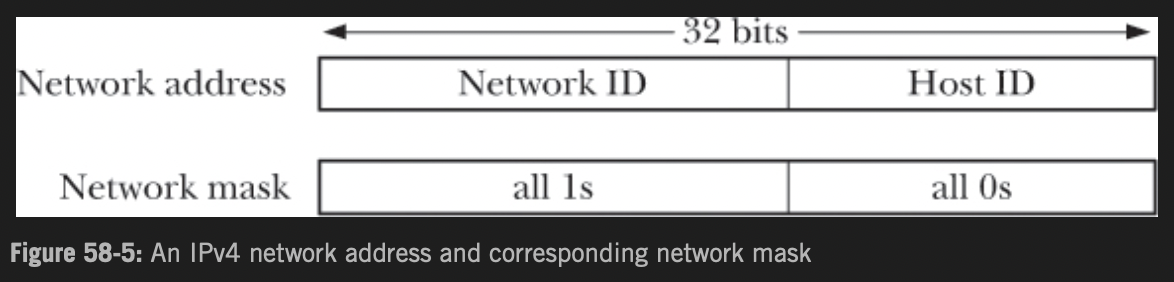 32 bits
Network address Network ID Host ID
Network mask all 1s all 0s
Figure 58-5: An IPv4 network address and corresponding network mask